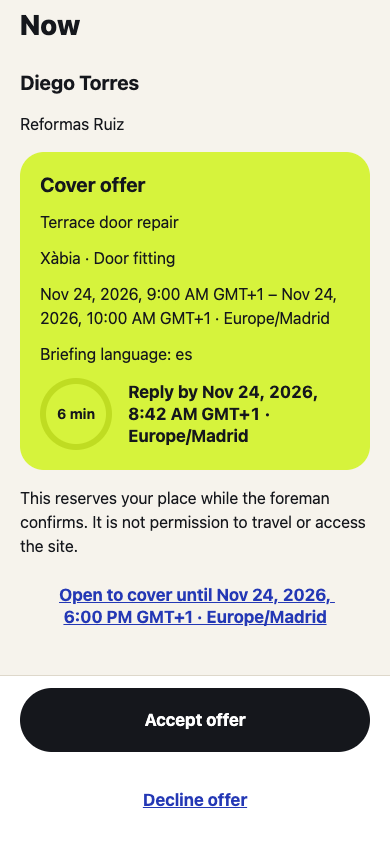 Now
Diego Torres
Reformas Ruiz
Cover offer
Terrace door repair
Xàbia · Door fitting
Nov 24, 2026, 9:00 AM GMT+1 – Nov 24,
2026, 10:00 AM GMT+1 · Europe/Madrid
Briefing language: es
6 min
Reply by Nov 24, 2026,
8:42 AM GMT+1 ·
Europe/Madrid
This reserves your place while the foreman
confirms. It is not permission to travel or access
the site.
Open to cover until Nov 24, 2026,
6:00 PM GMT+1 · Europe/Madrid
Accept offer
Decline offer